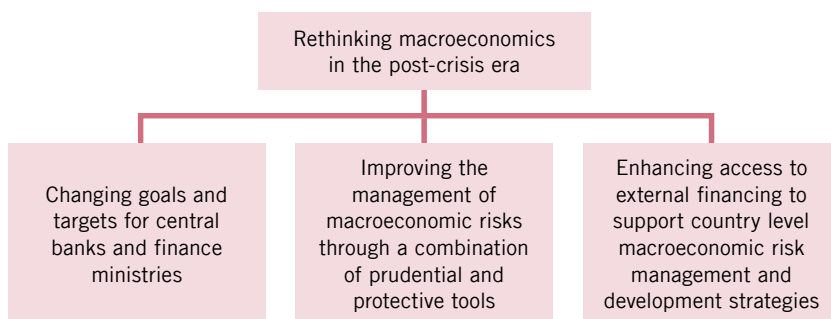 Rethinking macroeconomics
in the post-crisis era
Changing goals and
targets for central
banks and finance
ministries
Improving the
management of
macroeconomic risks
through a combination
of prudential and
protective tools
Enhancing access to
external financing to
support country level
macroeconomic risk
management and
development strategies